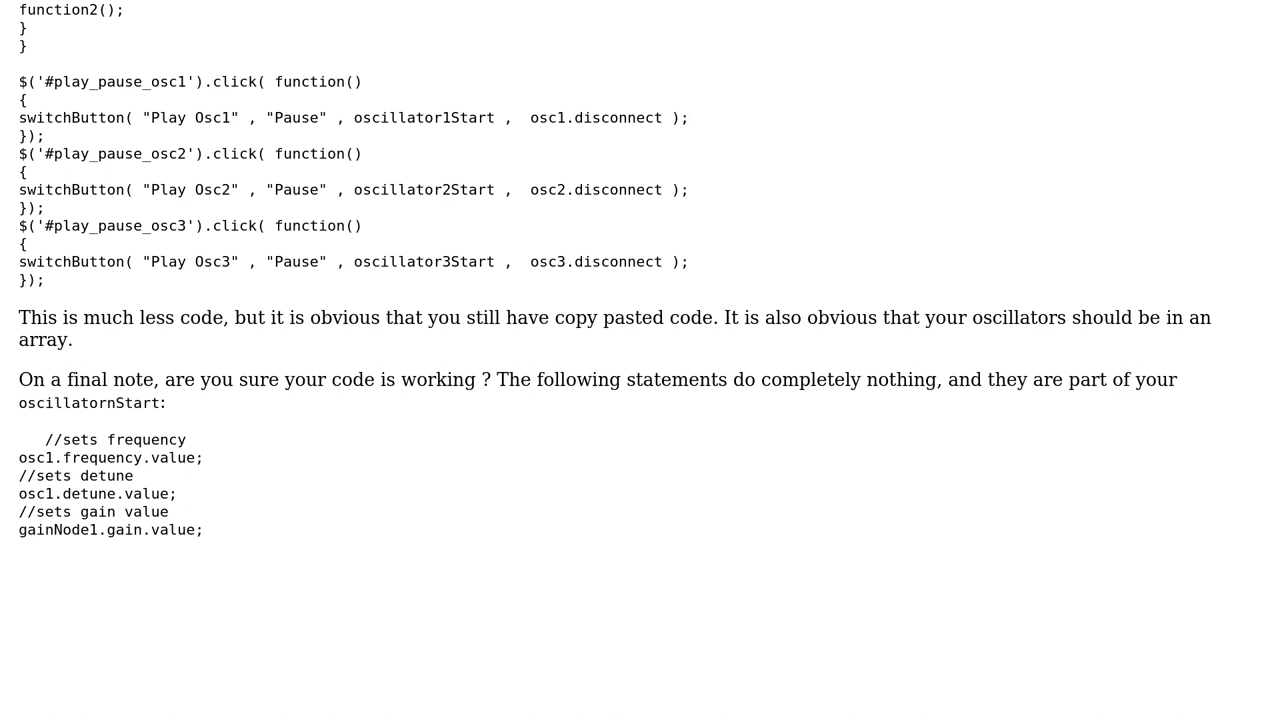 function2();
}
}
$('#play_pause_osc1').click( function()
{
switchButton( "Play Osc1" , "Pause" , oscillator1Start ,  osc1.disconnect );
});
$('#play_pause_osc2').click( function()
{
switchButton( "Play Osc2" , "Pause" , oscillator2Start ,  osc2.disconnect );
});
$('#play_pause_osc3').click( function()
{
switchButton( "Play Osc3" , "Pause" , oscillator3Start ,  osc3.disconnect );
});
This is much less code, but it is obvious that you still have copy pasted code. It is also obvious that your oscillators should be in an
array.
On a final note, are you sure your code is working ? The following statements do completely nothing, and they are part of your
oscillatornStart:
   //sets frequency
osc1.frequency.value;
//sets detune
osc1.detune.value;
//sets gain value
gainNode1.gain.value;